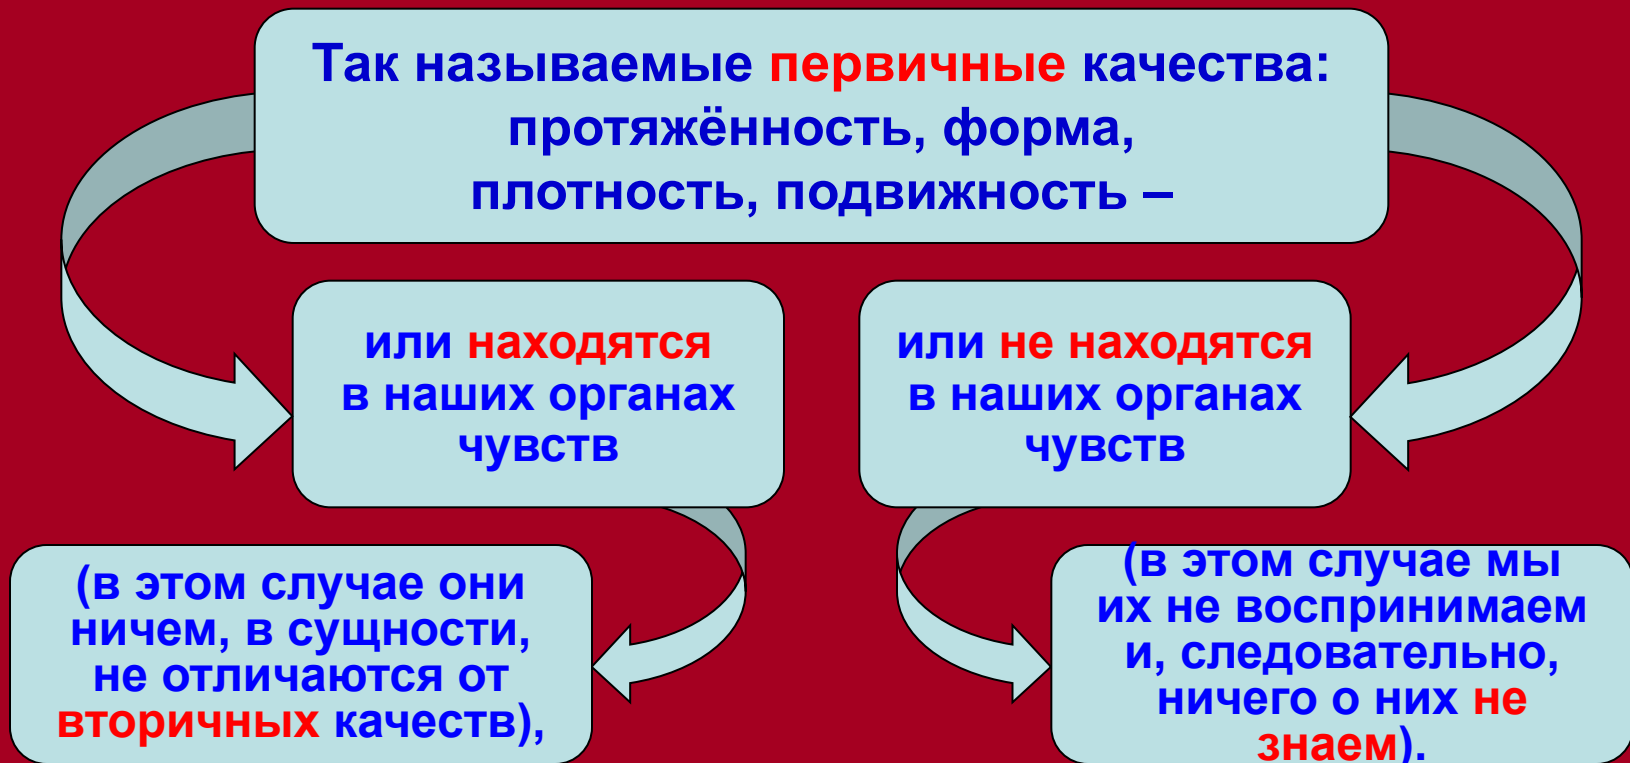 Так называемые первичные качества:
протяжённость, форма,
плотность, подвижность –
или находятся
в наших органах
чувств
или не находятся
в наших органах
чувств
(в этом случае они
ничем, в сущности,
не отличаются от
вторичных качеств),
(в этом случае мы
их не воспринимаем
и, следовательно,
ничего о них не
знаем).